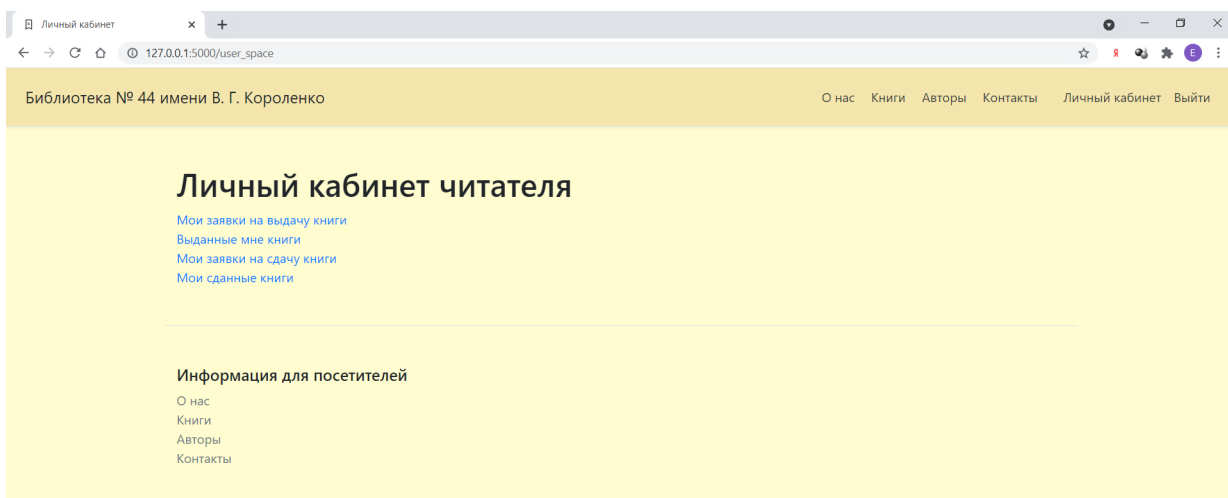 Личный кабинет
127.0.0.1:5000/user_space
Я
E
Библиотека № 44 имени В. Г. Короленко
О нас Книги Авторы Контакты Личный кабинет Выйти
Личный кабинет читателя
Мои заявки на выдачу книги
Выданные мне книги
Мои заявки на сдачу книги
Мои сданные книги
Информация для посетителей
О нас
Книги
Авторы
Контакты